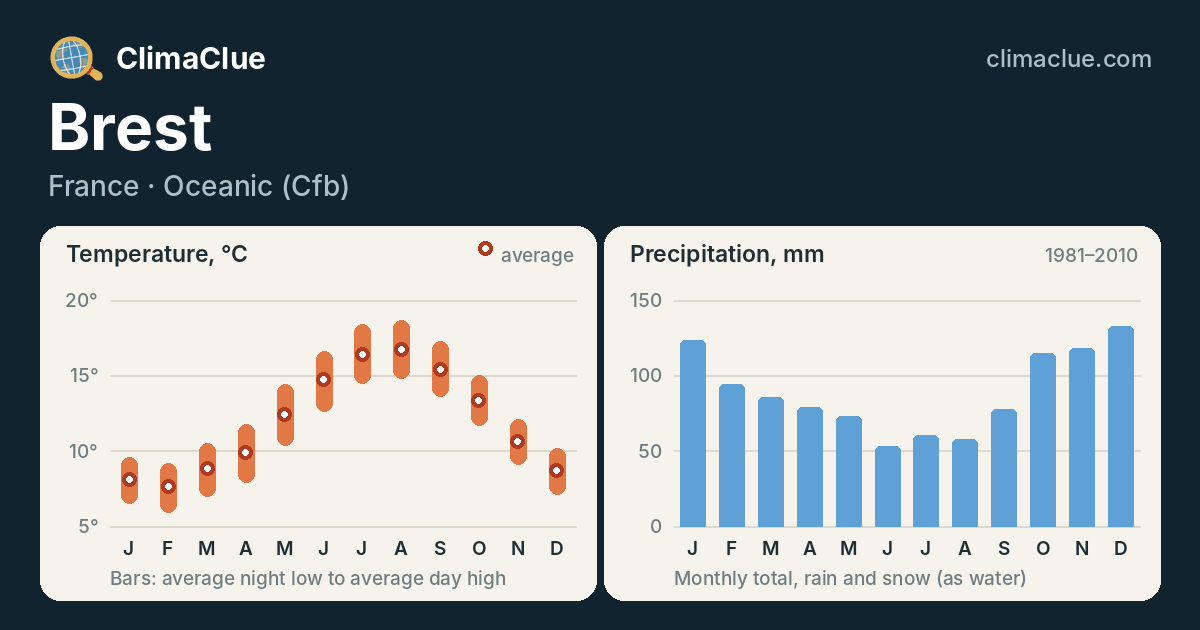 ClimaClue
climaclue.com
Brest
France · Oceanic (Cfb)
Temperature, °C
average
20°
15°
10°
5°
J F M A M J J A S O N D
Bars: average night low to average day high
Precipitation, mm
1981–2010
150
100
50
0
J F M A M J J A S O N D
Monthly total, rain and snow (as water)